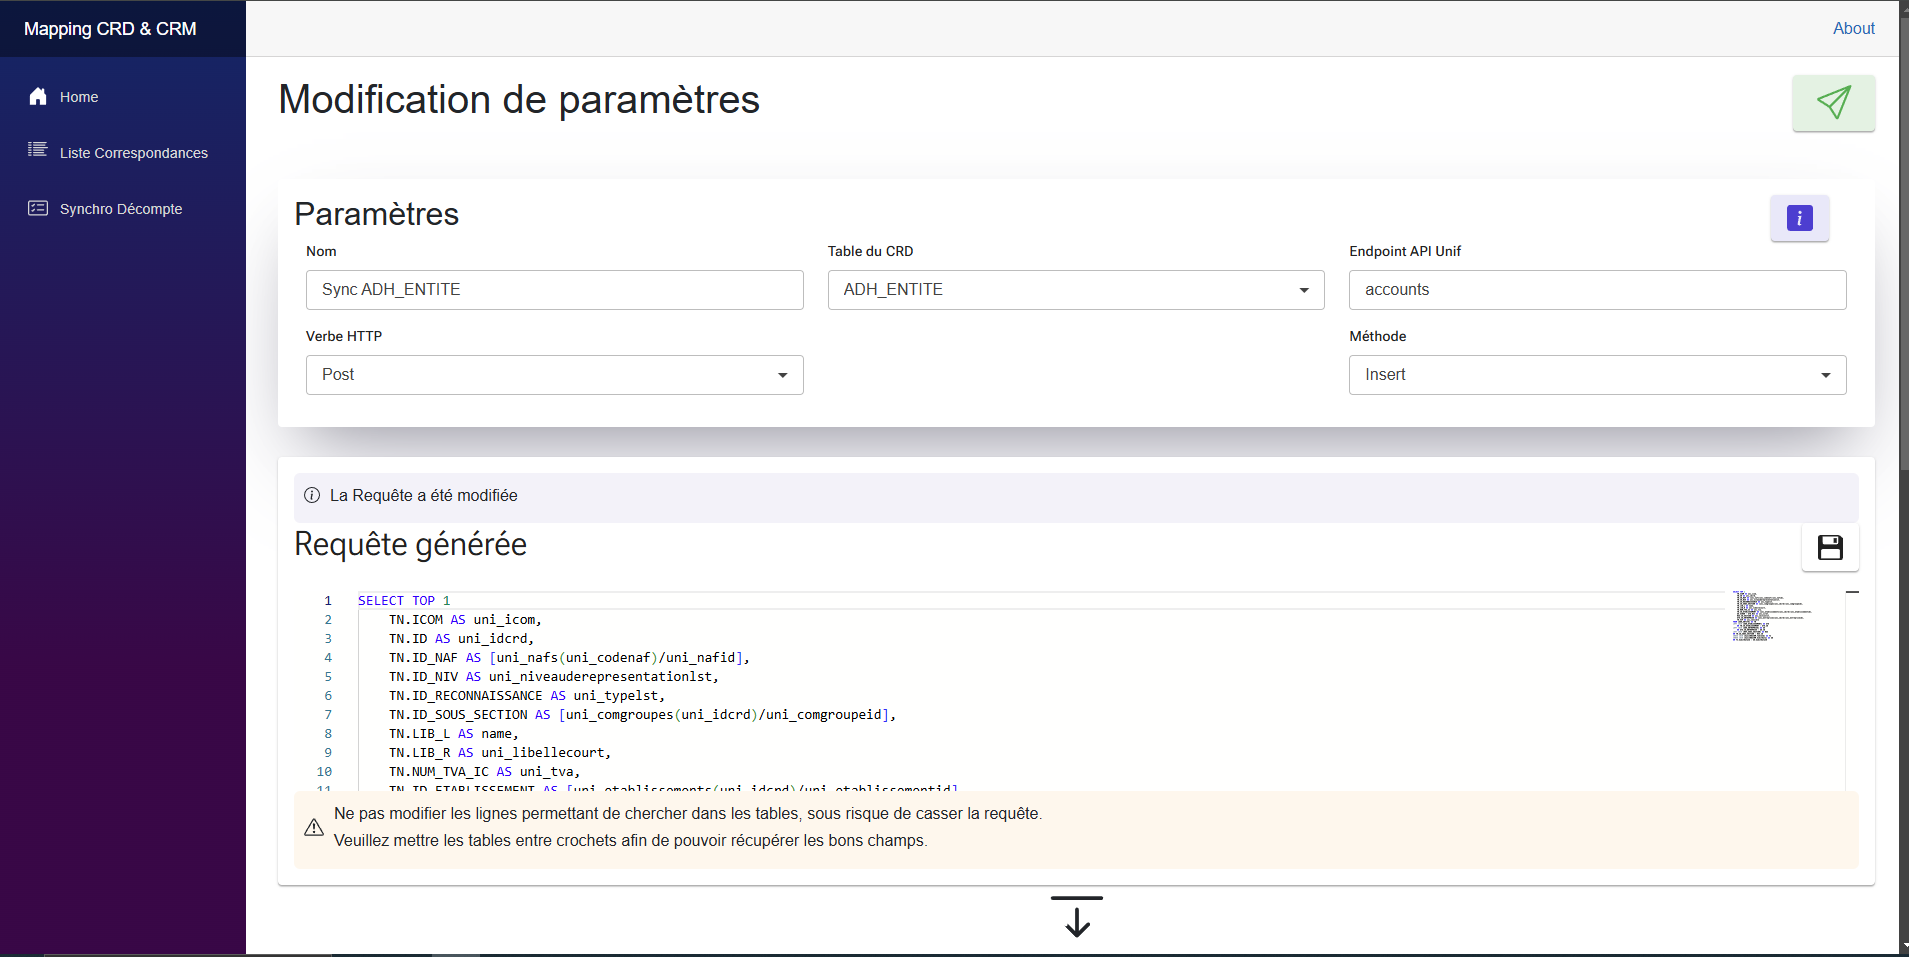 Mapping CRD & CRM
About
Home
Liste Correspondances
Synchro Décompte
Modification de paramètres
Paramètres
Nom
Table du CRD
Endpoint API Unif
Sync ADH_ENTITE
ADH_ENTITE
accounts
Verbe HTTP
Méthode
Post
Insert
La Requête a été modifiée
Requête générée
1 SELECT TOP 1
2 TN.ICOM AS uni_icom,
3 TN.ID AS uni_idcrd,
4 TN.ID_NAF AS [uni_nafs(uni_codenaf)/uni_nafid],
5 TN.ID_NIV AS uni_niveauderepresentationlst,
6 TN.ID_RECONNAISSANCE AS uni_typelst,
7 TN.ID_SOUS_SECTION AS [uni_comgroupes(uni_idcrd)/uni_comgroupeid],
8 TN.LIB_L AS name,
9 TN.LIB_R AS uni_libellecourt,
10 TN.NUM_TVA_IC AS uni_tva,
11 TN.ID_ETABLISSEMENT AS [uni_etablissements(uni_idcrd)/uni_etablissementid]
Ne pas modifier les lignes permettant de chercher dans les tables, sous risque de casser la requête.
Veuillez mettre les tables entre crochets afin de pouvoir récupérer les bons champs.